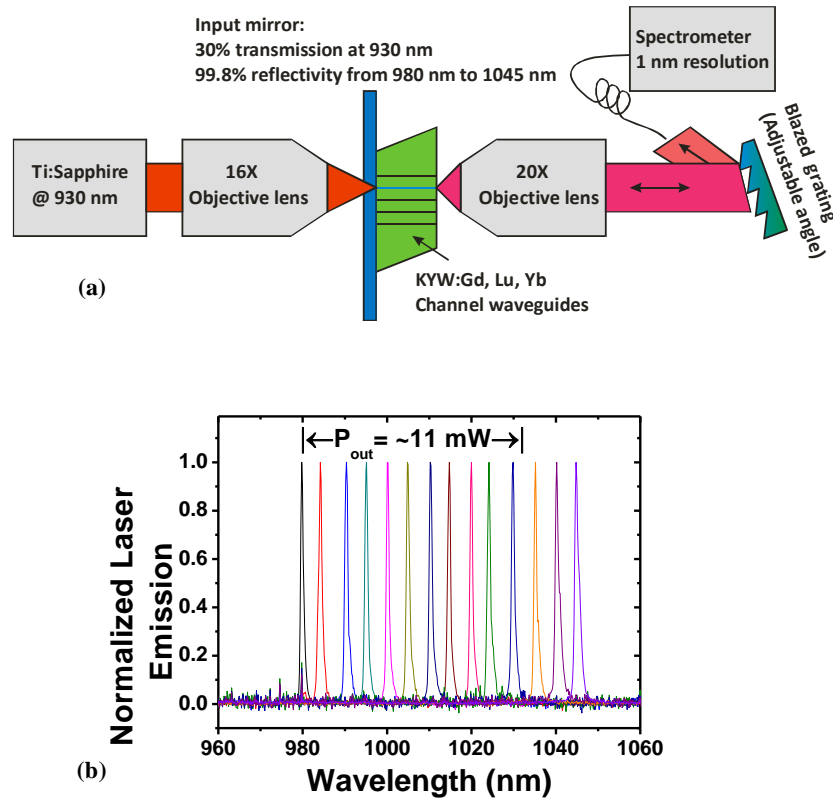 Input mirror:
30% transmission at 930 nm
99.8% reflectivity from 980 nm to 1045 nm
Spectrometer
1 nm resolution
Ti:Sapphire
@ 930 nm
16X
Objective lens
20X
Objective lens
Blazed grating
(Adjustable angle)
KYW:Gd, Lu, Yb
Channel waveguides
(a)
P_out = ~11 mW
1.0
0.8
0.6
0.4
0.2
0.0
Normalized Laser
Emission
960 980 1000 1020 1040 1060
Wavelength (nm)
(b)